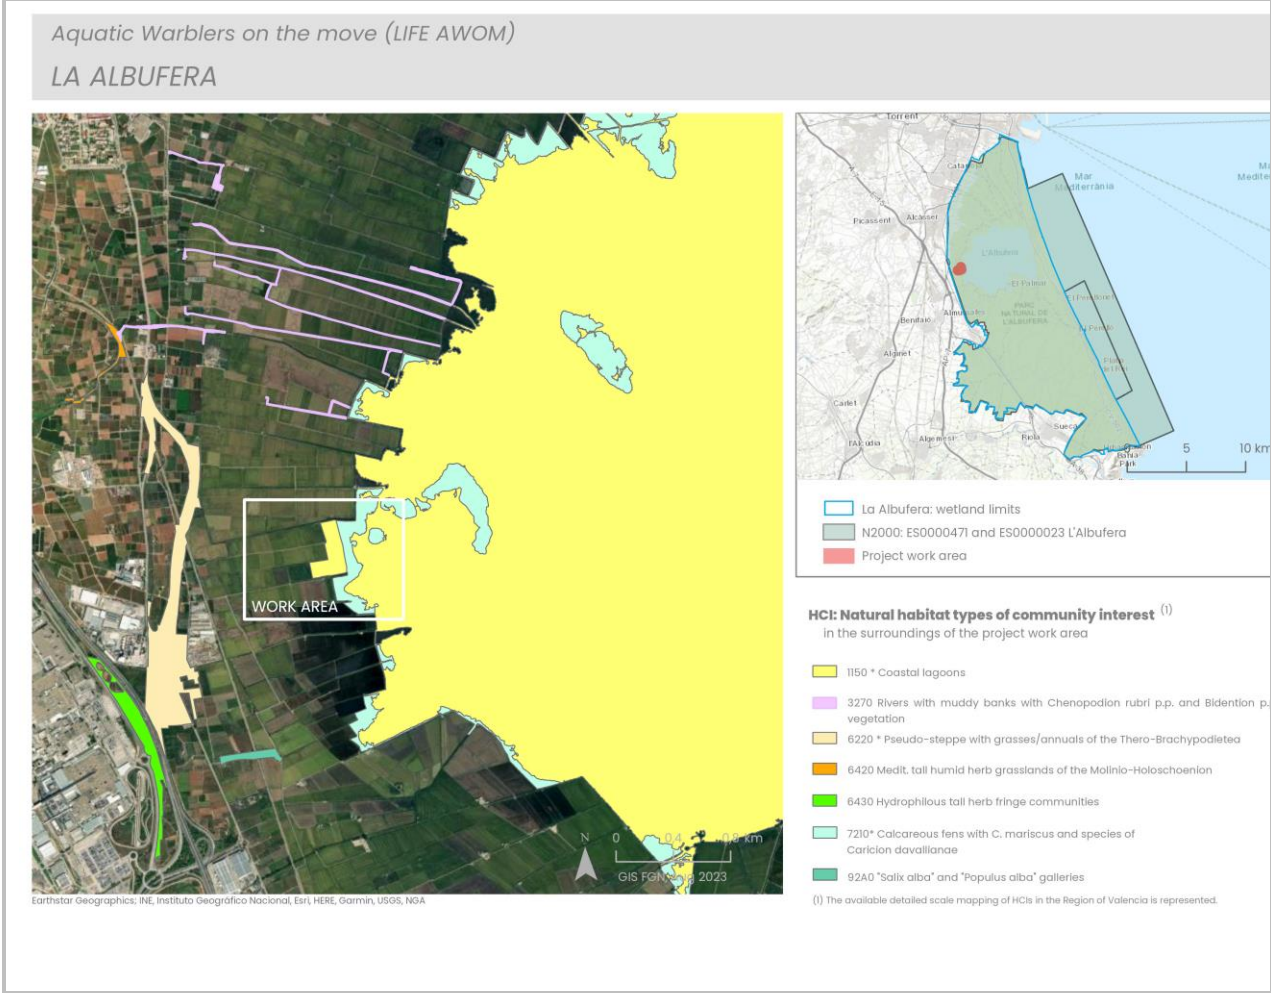 Aquatic Warblers on the move (LIFE AWOM)
LA ALBUFERA
WORK AREA
N
0 0,4 0,8 km
GIS FGN, 2023
Earthstar Geographics; INE, Instituto Geográfico Nacional, Esri, HERE, Garmin, USGS, NGA
Torrent
Mar
Mediterrània
Picassent
Alcàsser
L'Albufera
El Palmar
PARC
NATURAL DE
L'ALBUFERA
Benifaió
Alginet
Carlet
l'Alcúdia
Algemesí
Riola
Sueca
Bahia
Park
5 10 km
La Albufera: wetland limits
N2000: ES0000471 and ES0000023 L'Albufera
Project work area
HCI: Natural habitat types of community interest (1)
in the surroundings of the project work area
1150 * Coastal lagoons
3270 Rivers with muddy banks with Chenopodion rubri p.p. and Bidention p.
vegetation
6220 * Pseudo-steppe with grasses/annuals of the Thero-Brachypodietea
6420 Medit. tall humid herb grasslands of the Molinio-Holoschoenion
6430 Hydrophilous tall herb fringe communities
7210* Calcareous fens with C. mariscus and species of
Caricion davallianae
92A0 "Salix alba" and "Populus alba" galleries
(1) The available detailed scale mapping of HCIs in the Region of Valencia is represented.